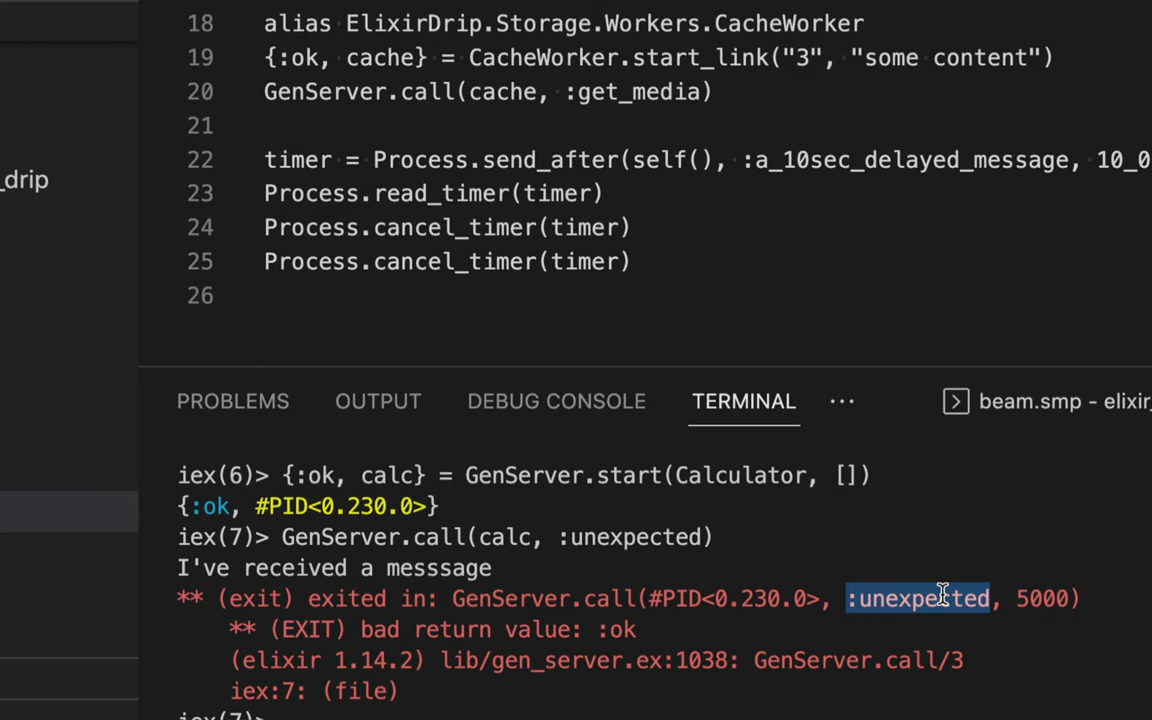 18 alias ElixirDrip.Storage.Workers.CacheWorker
19 {:ok, cache} = CacheWorker.start_link("3", "some content")
20 GenServer.call(cache, :get_media)
21
_drip
22 timer = Process.send_after(self(), :a_10sec_delayed_message, 10_0
23 Process.read_timer(timer)
24 Process.cancel_timer(timer)
25 Process.cancel_timer(timer)
26
PROBLEMS OUTPUT DEBUG CONSOLE TERMINAL ··· beam.smp - elixir_
iex(6)> {:ok, calc} = GenServer.start(Calculator, [])
{:ok, #PID<0.230.0>}
iex(7)> GenServer.call(calc, :unexpected)
I've received a messsage
** (exit) exited in: GenServer.call(#PID<0.230.0>, :unexpected, 5000)
** (EXIT) bad return value: :ok
(elixir 1.14.2) lib/gen_server.ex:1038: GenServer.call/3
iex:7: (file)
iex(7)>